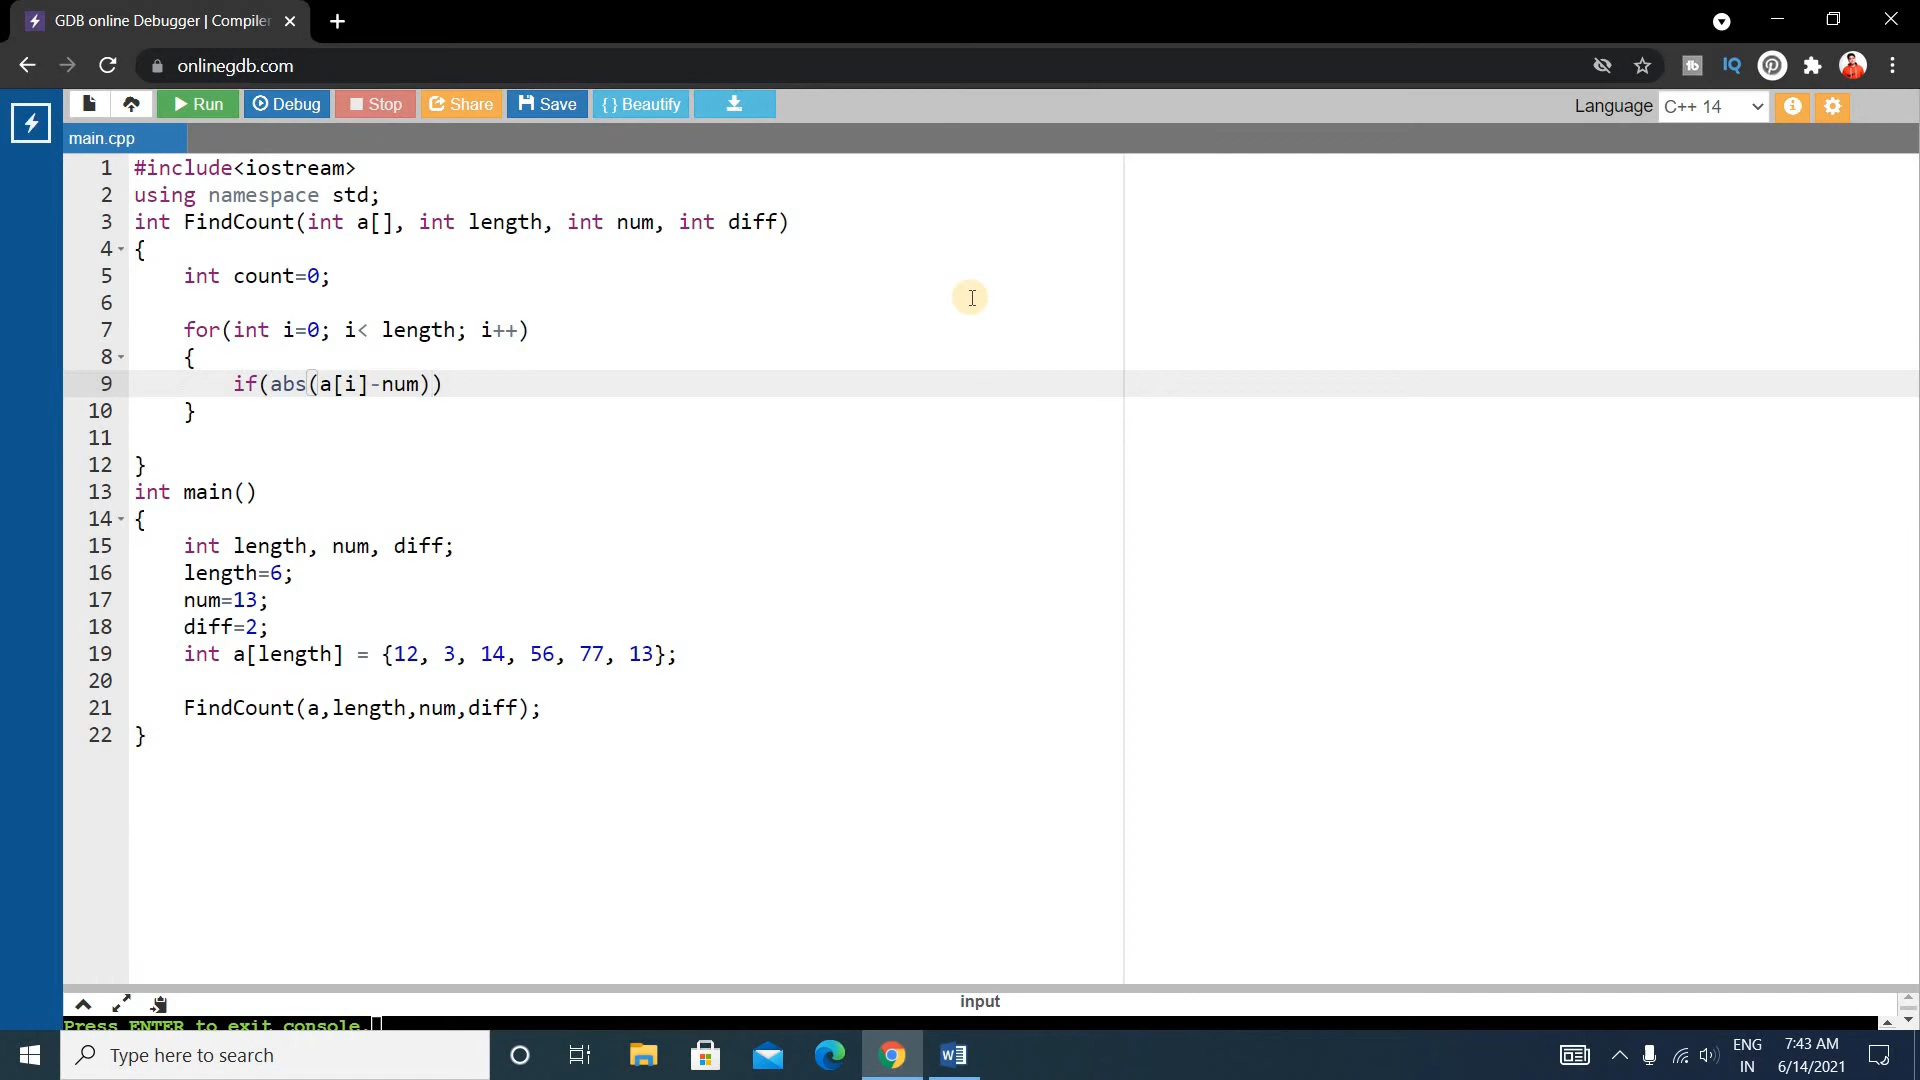 GDB online Debugger | Compiler
onlinegdb.com
Run Debug Stop Share Save { } Beautify
Language C++ 14
main.cpp
1 #include<iostream>
2 using namespace std;
3 int FindCount(int a[], int length, int num, int diff)
4 {
5 int count=0;
6
7 for(int i=0; i< length; i++)
8 {
9 if(abs(a[i]-num))
10 }
11
12 }
13 int main()
14 {
15 int length, num, diff;
16 length=6;
17 num=13;
18 diff=2;
19 int a[length] = {12, 3, 14, 56, 77, 13};
20
21 FindCount(a,length,num,diff);
22 }
input
Press ENTER to exit console.
Type here to search
ENG
IN
7:43 AM
6/14/2021